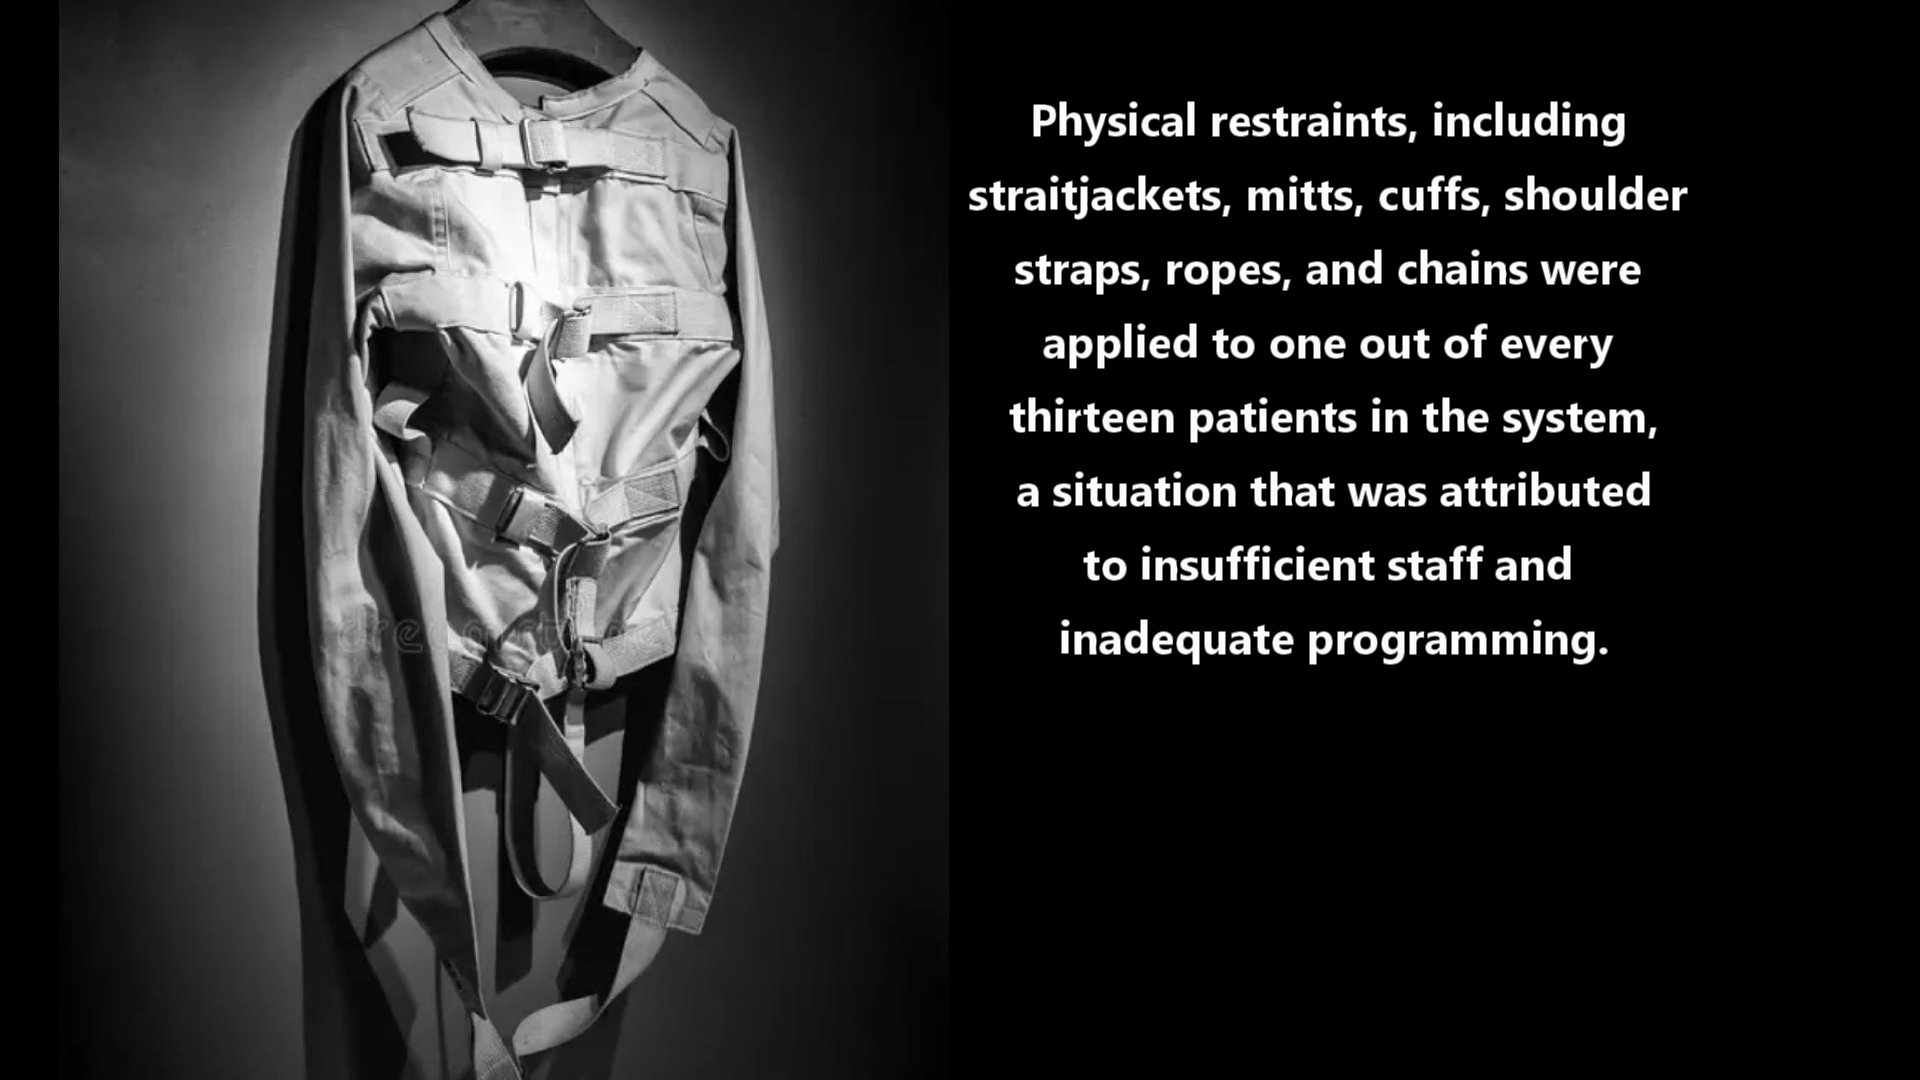 Physical restraints, including
straitjackets, mitts, cuffs, shoulder
straps, ropes, and chains were
applied to one out of every
thirteen patients in the system,
a situation that was attributed
to insufficient staff and
inadequate programming.